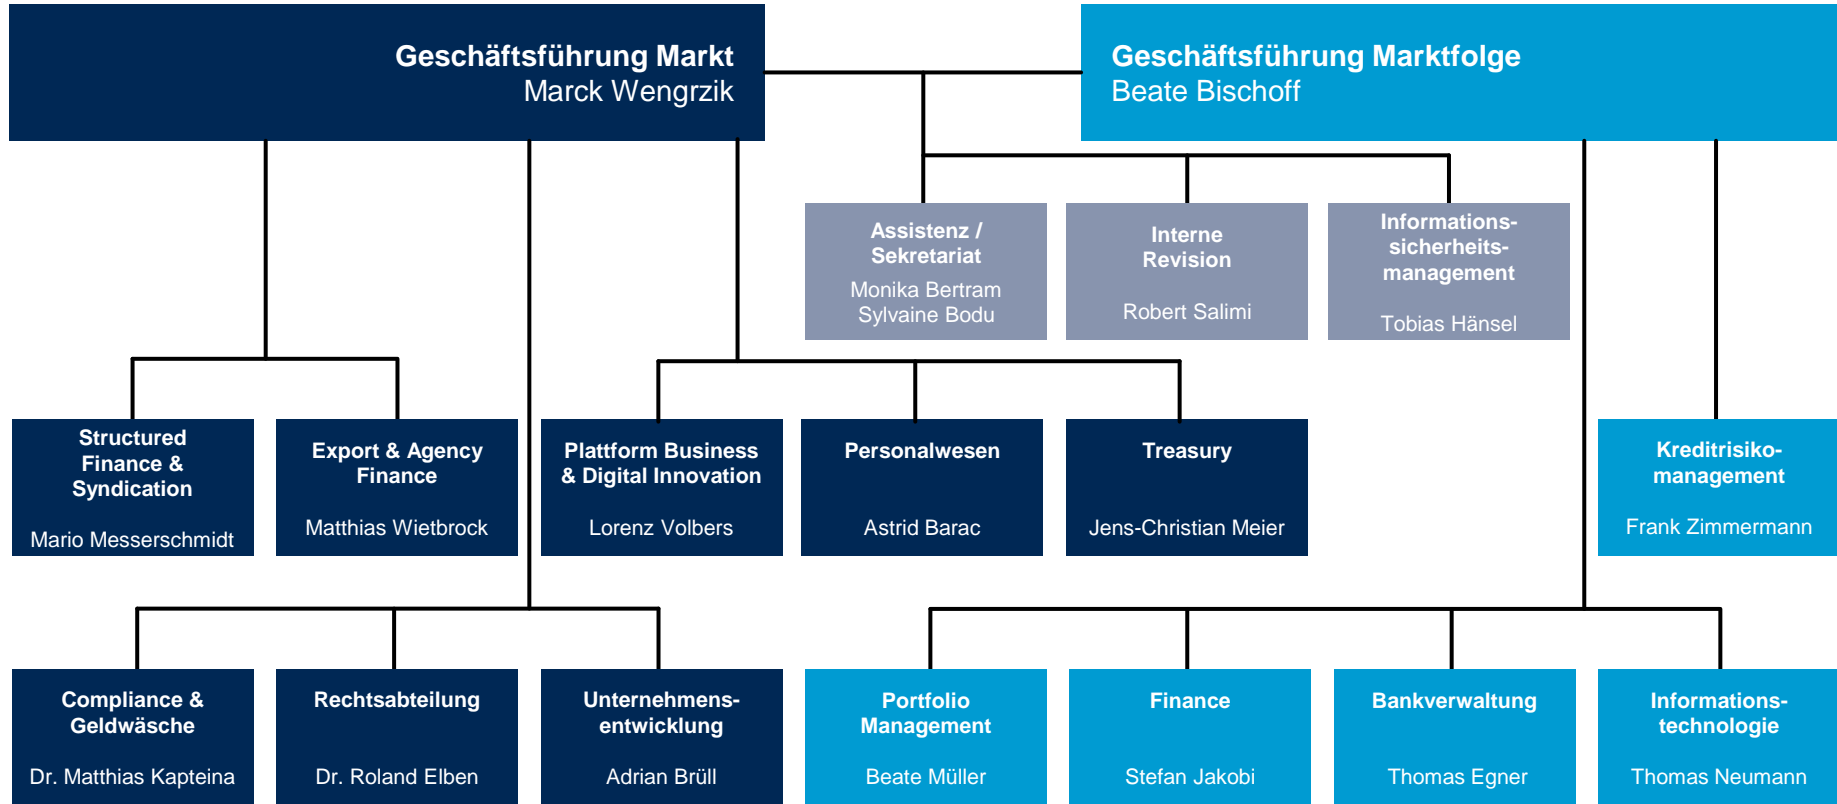 Geschäftsführung Markt
Marck Wengrzik
Geschäftsführung Marktfolge
Beate Bischoff
Assistenz /
Sekretariat
Monika Bertram
Sylvaine Bodu
Interne
Revision
Robert Salimi
Informations-
sicherheits-
management
Tobias Hänsel
Structured
Finance &
Syndication
Mario Messerschmidt
Export & Agency
Finance
Matthias Wietbrock
Plattform Business
& Digital Innovation
Lorenz Volbers
Personalwesen
Astrid Barac
Treasury
Jens-Christian Meier
Kreditrisiko-
management
Frank Zimmermann
Compliance &
Geldwäsche
Dr. Matthias Kapteina
Rechtsabteilung
Dr. Roland Elben
Unternehmens-
entwicklung
Adrian Brüll
Portfolio
Management
Beate Müller
Finance
Stefan Jakobi
Bankverwaltung
Thomas Egner
Informations-
technologie
Thomas Neumann